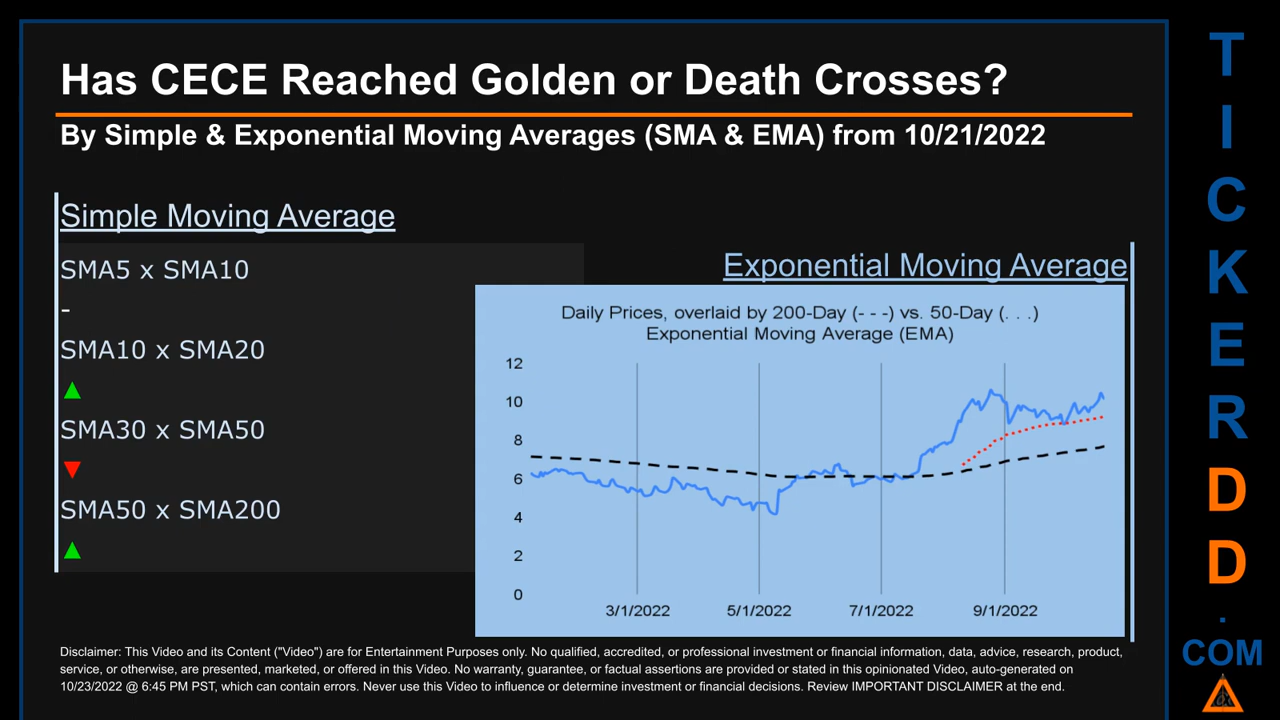 Has CECE Reached Golden or Death Crosses?
By Simple & Exponential Moving Averages (SMA & EMA) from 10/21/2022
Simple Moving Average
SMA5 x SMA10
-
SMA10 x SMA20
▲
SMA30 x SMA50
▼
SMA50 x SMA200
▲
Exponential Moving Average
Daily Prices, overlaid by 200-Day (- - -) vs. 50-Day (. . .)
Exponential Moving Average (EMA)
12
10
8
6
4
2
0
3/1/2022 5/1/2022 7/1/2022 9/1/2022
Disclaimer: This Video and its Content ("Video") are for Entertainment Purposes only. No qualified, accredited, or professional investment or financial information, data, advice, research, product,
service, or otherwise, are presented, marketed, or offered in this Video. No warranty, guarantee, or factual assertions are provided or stated in this opinionated Video, auto-generated on
10/23/2022 @ 6:45 PM PST, which can contain errors. Never use this Video to influence or determine investment or financial decisions. Review IMPORTANT DISCLAIMER at the end.
T
I
C
K
E
R
D
D
.
COM